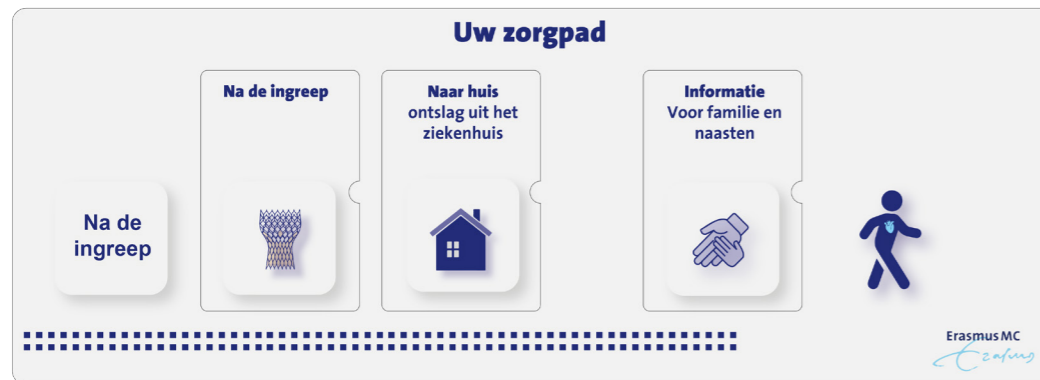 Uw zorgpad
Na de ingreep
Naar huis
ontslag uit het
ziekenhuis
Informatie
Voor familie en
naasten
Na de
ingreep
Erasmus MC
Erasmus